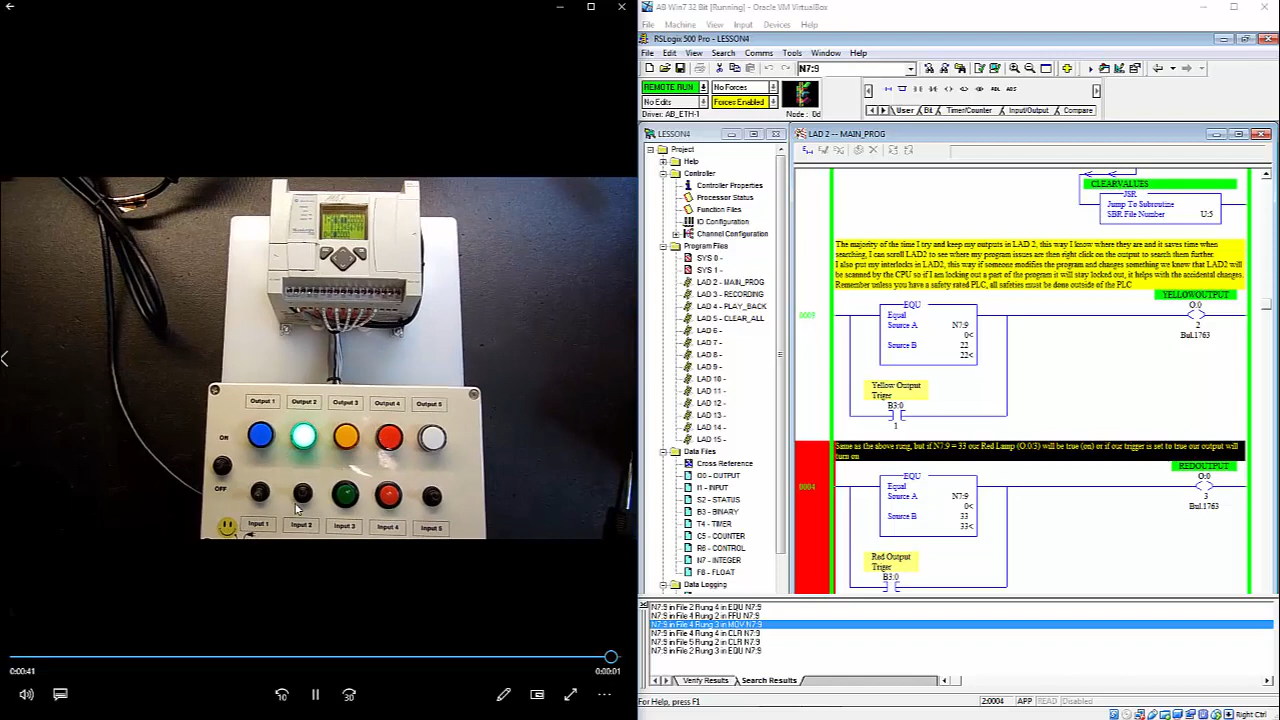 AB Win7 32 Bit [Running] - Oracle VM VirtualBox
File Machine View Input Devices Help
RSLogix 500 Pro - LESSON4
File Edit View Search Comms Tools Window Help
N7:9
REMOTE RUN No Forces
No Edits Forces Enabled
Driver: AB_ETH-1 Node : 0d
User Bit Timer/Counter Input/Output Compare
LESSON4
Project
Help
Controller
Controller Properties
Processor Status
Function Files
IO Configuration
Channel Configuration
Program Files
SYS 0 -
SYS 1 -
LAD 2 - MAIN_PROG
LAD 3 - RECORDING
LAD 4 - PLAY_BACK
LAD 5 - CLEAR_ALL
LAD 6 -
LAD 7 -
LAD 8 -
LAD 9 -
LAD 10 -
LAD 11 -
LAD 12 -
LAD 13 -
LAD 14 -
LAD 15 -
Data Files
Cross Reference
O0 - OUTPUT
I1 - INPUT
S2 - STATUS
B3 - BINARY
T4 - TIMER
C5 - COUNTER
R6 - CONTROL
N7 - INTEGER
F8 - FLOAT
Data Logging
LAD 2 -- MAIN_PROG
CLEARVALUES
JSR
Jump To Subroutine
SBR File Number U:5
The majority of the time I try and keep my outputs in LAD 2, this way I know where they are and it saves time when
searching, I can scroll LAD2 to see where my program issues are then right click on the output to search them further.
I also put my interlocks in LAD2, this way if someone modifies the program and changes something we know that LAD2 will
be scanned by the CPU so if I am locking out a part of the program it will stay locked out, it helps with the accidental changes.
Remember unless you have a safety rated PLC, all safeties must be done outside of the PLC
YELLOWOUTPUT
0003
EQU
Equal
Source A N7:9
0<
Source B 22
22<
O:0
2
Bul.1763
Yellow Output
Triger
B3:0
1
Same as the above rung, but if N7:9 = 33 our Red Lamp (O:0/3) will be true (on) or if our trigger is set to true our output will
turn on
REDOUTPUT
0004
EQU
Equal
Source A N7:9
0<
Source B 33
33<
O:0
3
Bul.1763
Red Output
Triger
B3:0
N7:9 in File 2 Rung 4 in EQU N7:9
N7:9 in File 4 Rung 2 in FFU N7:9
N7:9 in File 4 Rung 3 in MOV N7:9
N7:9 in File 4 Rung 4 in CLR N7:9
N7:9 in File 5 Rung 2 in CLR N7:9
N7:9 in File 2 Rung 3 in EQU N7:9
Verify Results Search Results
For Help, press F1 2:0004 APP READ Disabled
Right Ctrl
Output 1 Output 2 Output 3 Output 4 Output 5
ON
OFF
Input 1 Input 2 Input 3 Input 4 Input 5
0:00:41 0:00:01
10 30